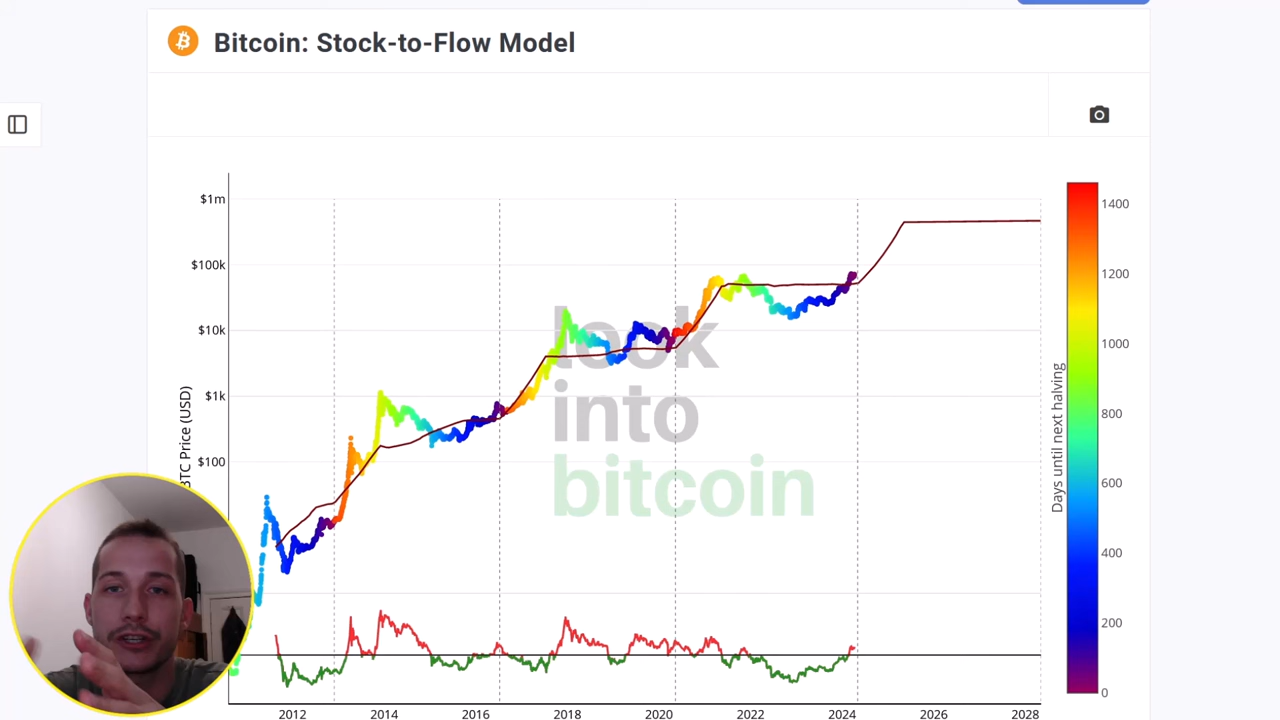 Bitcoin: Stock-to-Flow Model
$1m
$100k
$10k
$1k
$100
BTC Price (USD)
look
into
bitcoin
1400
1200
1000
800
600
400
200
0
Days until next halving
2012
2014
2016
2018
2020
2022
2024
2026
2028